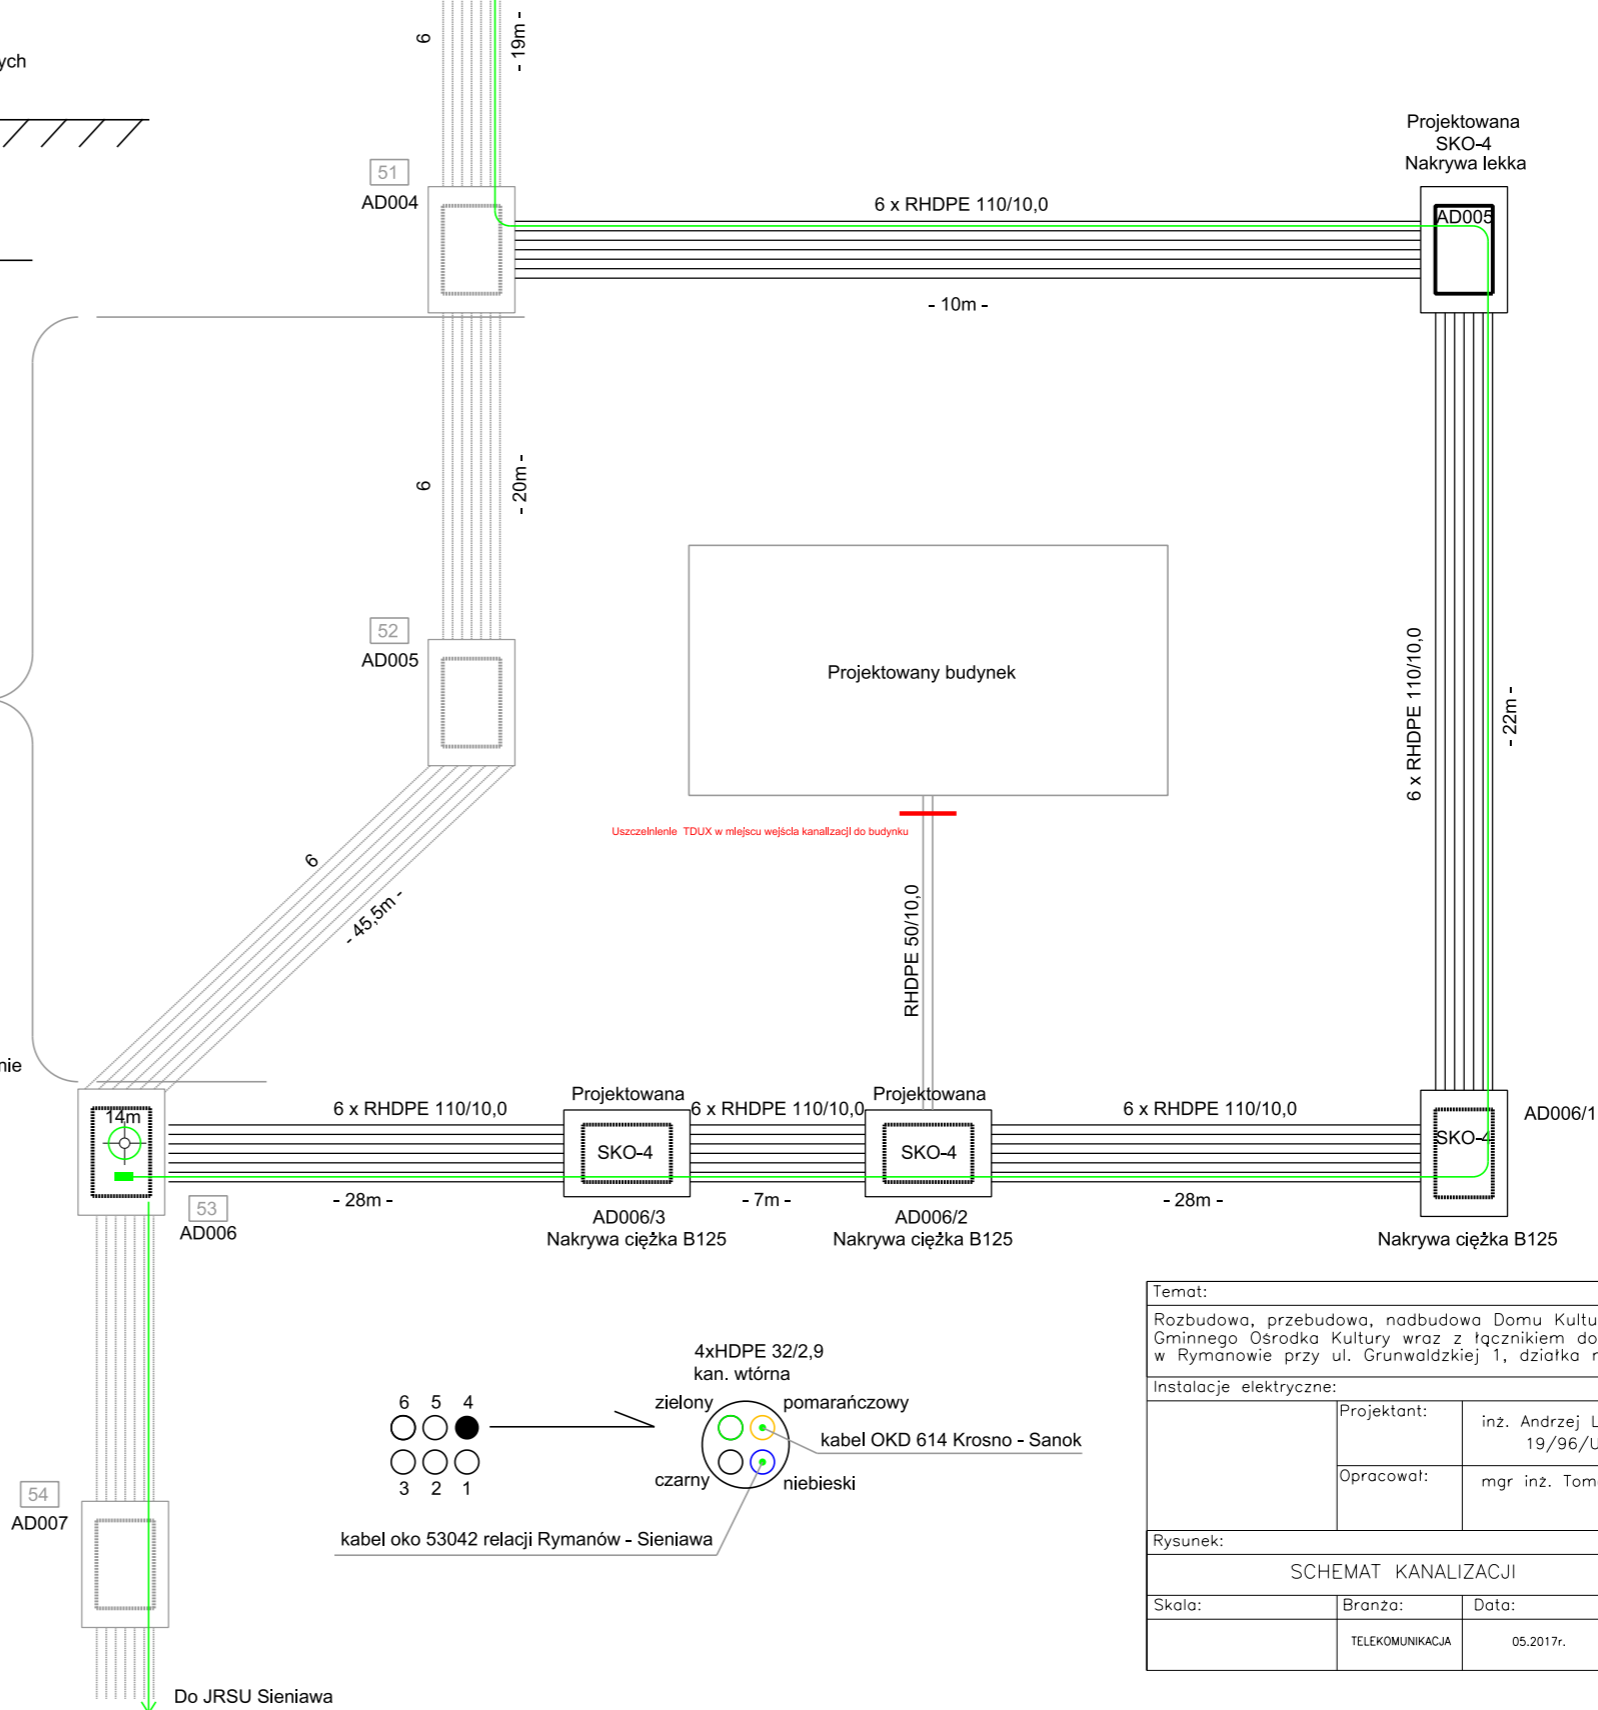 6
- 19m -
ych
Projektowana
SKO-4
Nakrywa lekka
51
AD004
6 x RHDPE 110/10,0
AD005
- 10m -
6
- 20m -
52
AD005
Projektowany budynek
6 x RHDPE 110/10,0
- 22m -
Uszczelnienie TDUX w miejscu wejścia kanalizacji do budynku
6
- 45,5m -
RHDPE 50/10,0
nie
14m
6 x RHDPE 110/10,0
Projektowana
6 x RHDPE 110/10,0
Projektowana
6 x RHDPE 110/10,0
AD006/1
SKO-4
SKO-4
SKO-4
- 28m -
- 7m -
- 28m -
53
AD006
AD006/3
Nakrywa ciężka B125
AD006/2
Nakrywa ciężka B125
Nakrywa ciężka B125
4xHDPE 32/2,9
kan. wtórna
6 5 4
3 2 1
zielony
pomarańczowy
kabel OKD 614 Krosno - Sanok
czarny
niebieski
kabel oko 53042 relacji Rymanów - Sieniawa
54
AD007
Do JRSU Sieniawa
Temat:
Rozbudowa, przebudowa, nadbudowa Domu Kultu
Gminnego Ośrodka Kultury wraz z łącznikiem do
w Rymanowie przy ul. Grunwaldzkiej 1, działka n
Instalacje elektryczne:
Projektant:
inż. Andrzej L
19/96/U
Opracował:
mgr inż. Tom
Rysunek:
SCHEMAT KANALIZACJI
Skala:
Branża:
Data:
TELEKOMUNIKACJA
05.2017r.